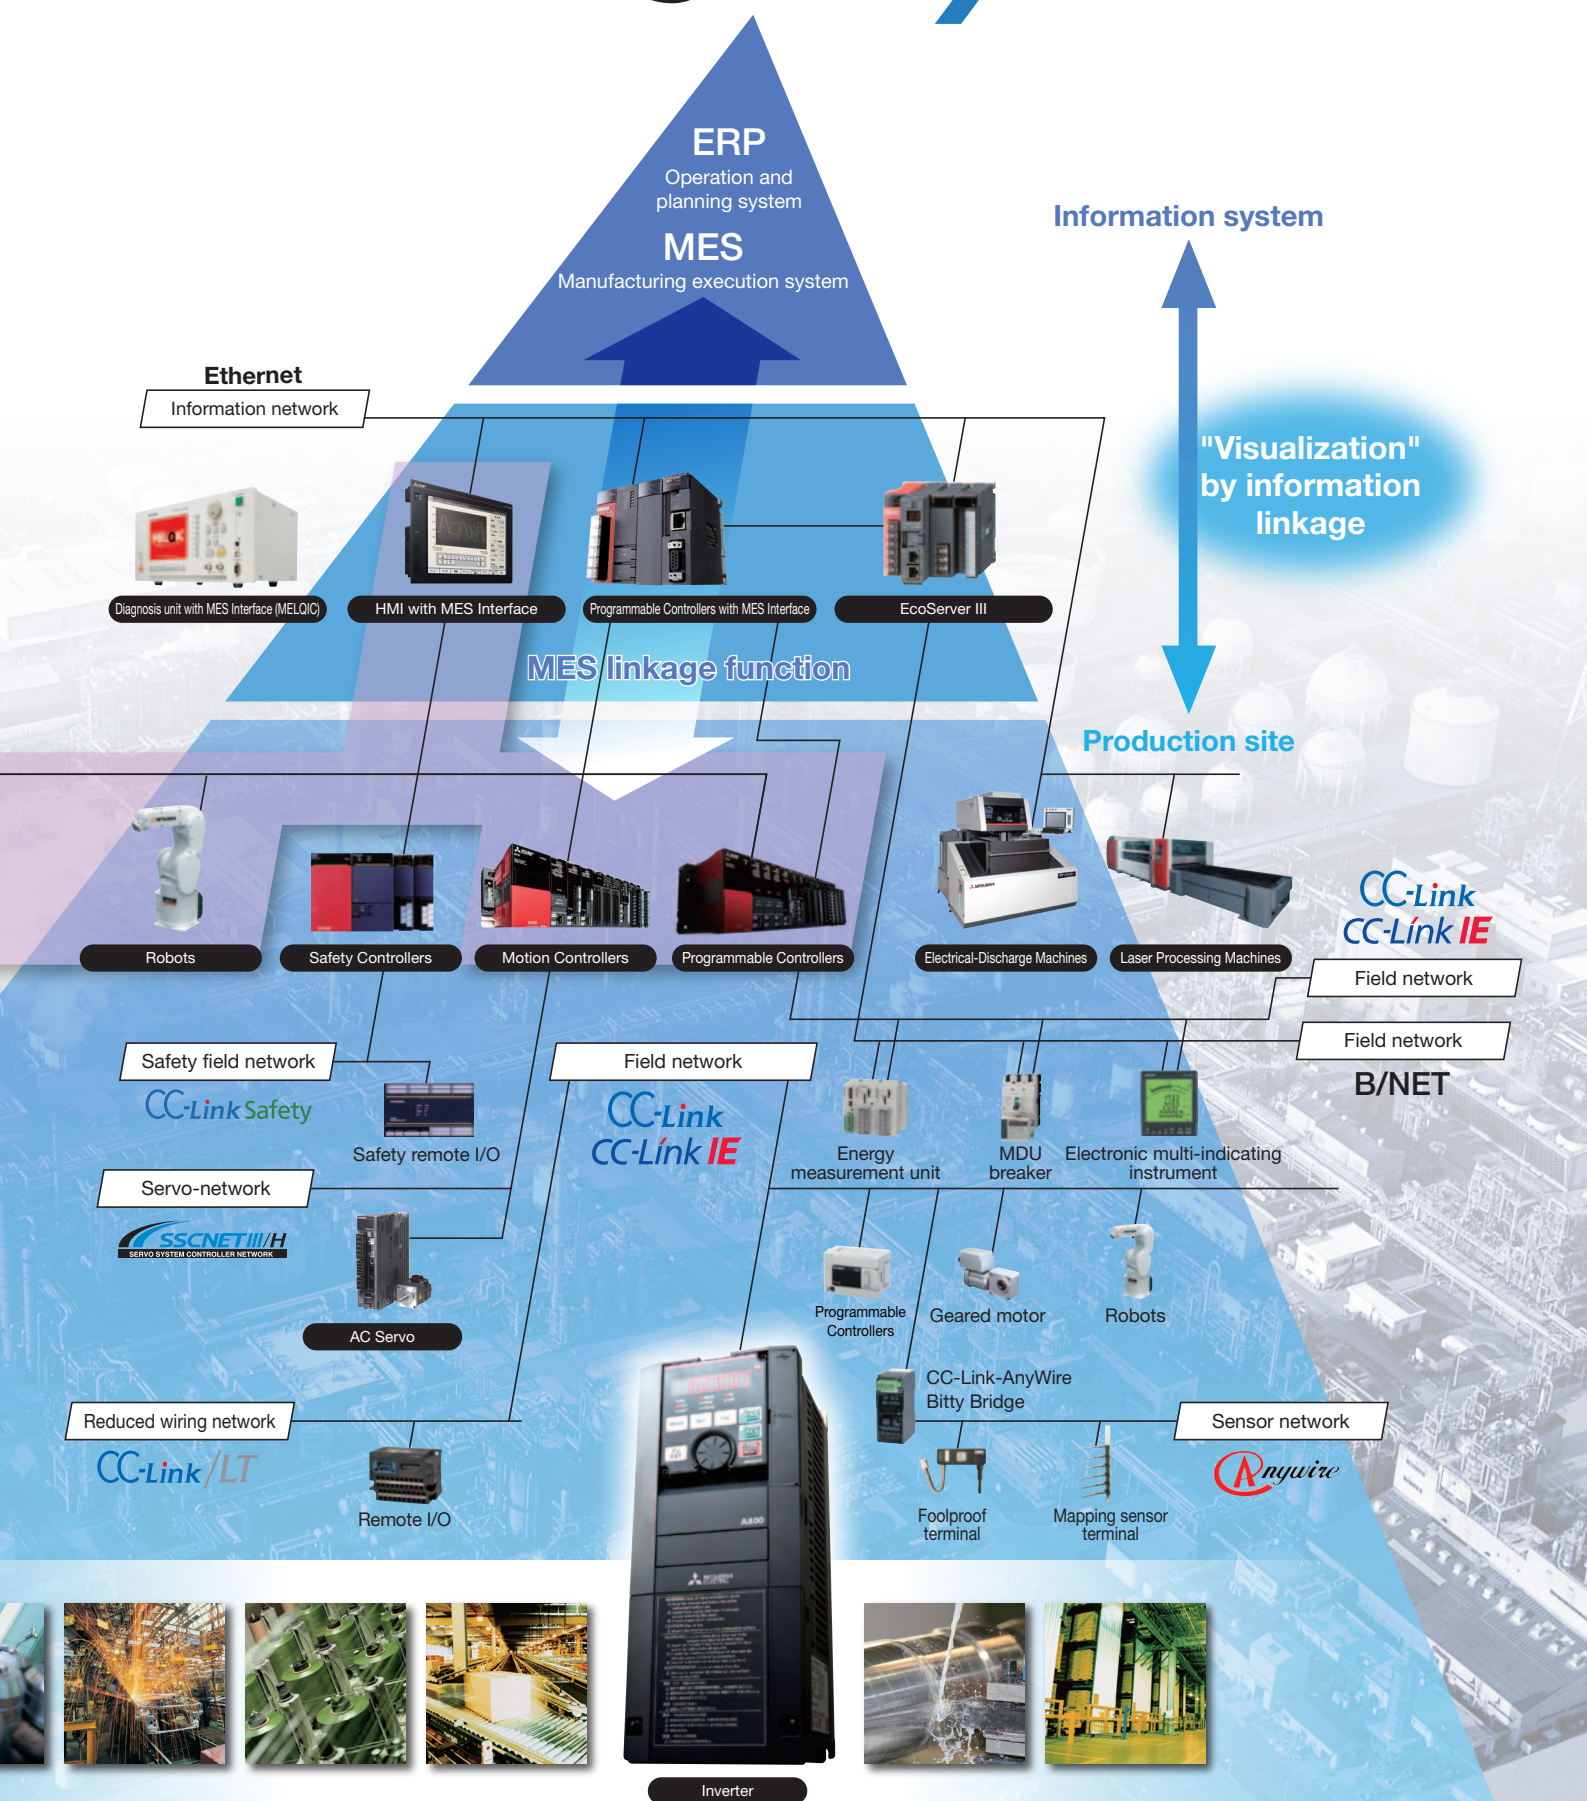 ERP
Operation and
planning system
MES
Manufacturing execution system
Information system
Ethernet
Information network
"Visualization"
by information
linkage
Diagnosis unit with MES Interface (MELQIC)
HMI with MES Interface
Programmable Controllers with MES Interface
EcoServer III
MES linkage function
Production site
Robots
Safety Controllers
Motion Controllers
Programmable Controllers
Electrical-Discharge Machines
Laser Processing Machines
CC-Link
CC-Link IE
Field network
Field network
B/NET
Safety field network
CC-Link Safety
Safety remote I/O
Field network
CC-Link
CC-Link IE
Energy
measurement unit
MDU
breaker
Electronic multi-indicating
instrument
Servo-network
SSCNETIII/H
SERVO SYSTEM CONTROLLER NETWORK
AC Servo
Programmable
Controllers
Geared motor
Robots
CC-Link-AnyWire
Bitty Bridge
Reduced wiring network
CC-Link/LT
Remote I/O
Sensor network
Anywire
Foolproof
terminal
Mapping sensor
terminal
A800
MITSUBISHI
ELECTRIC
Inverter